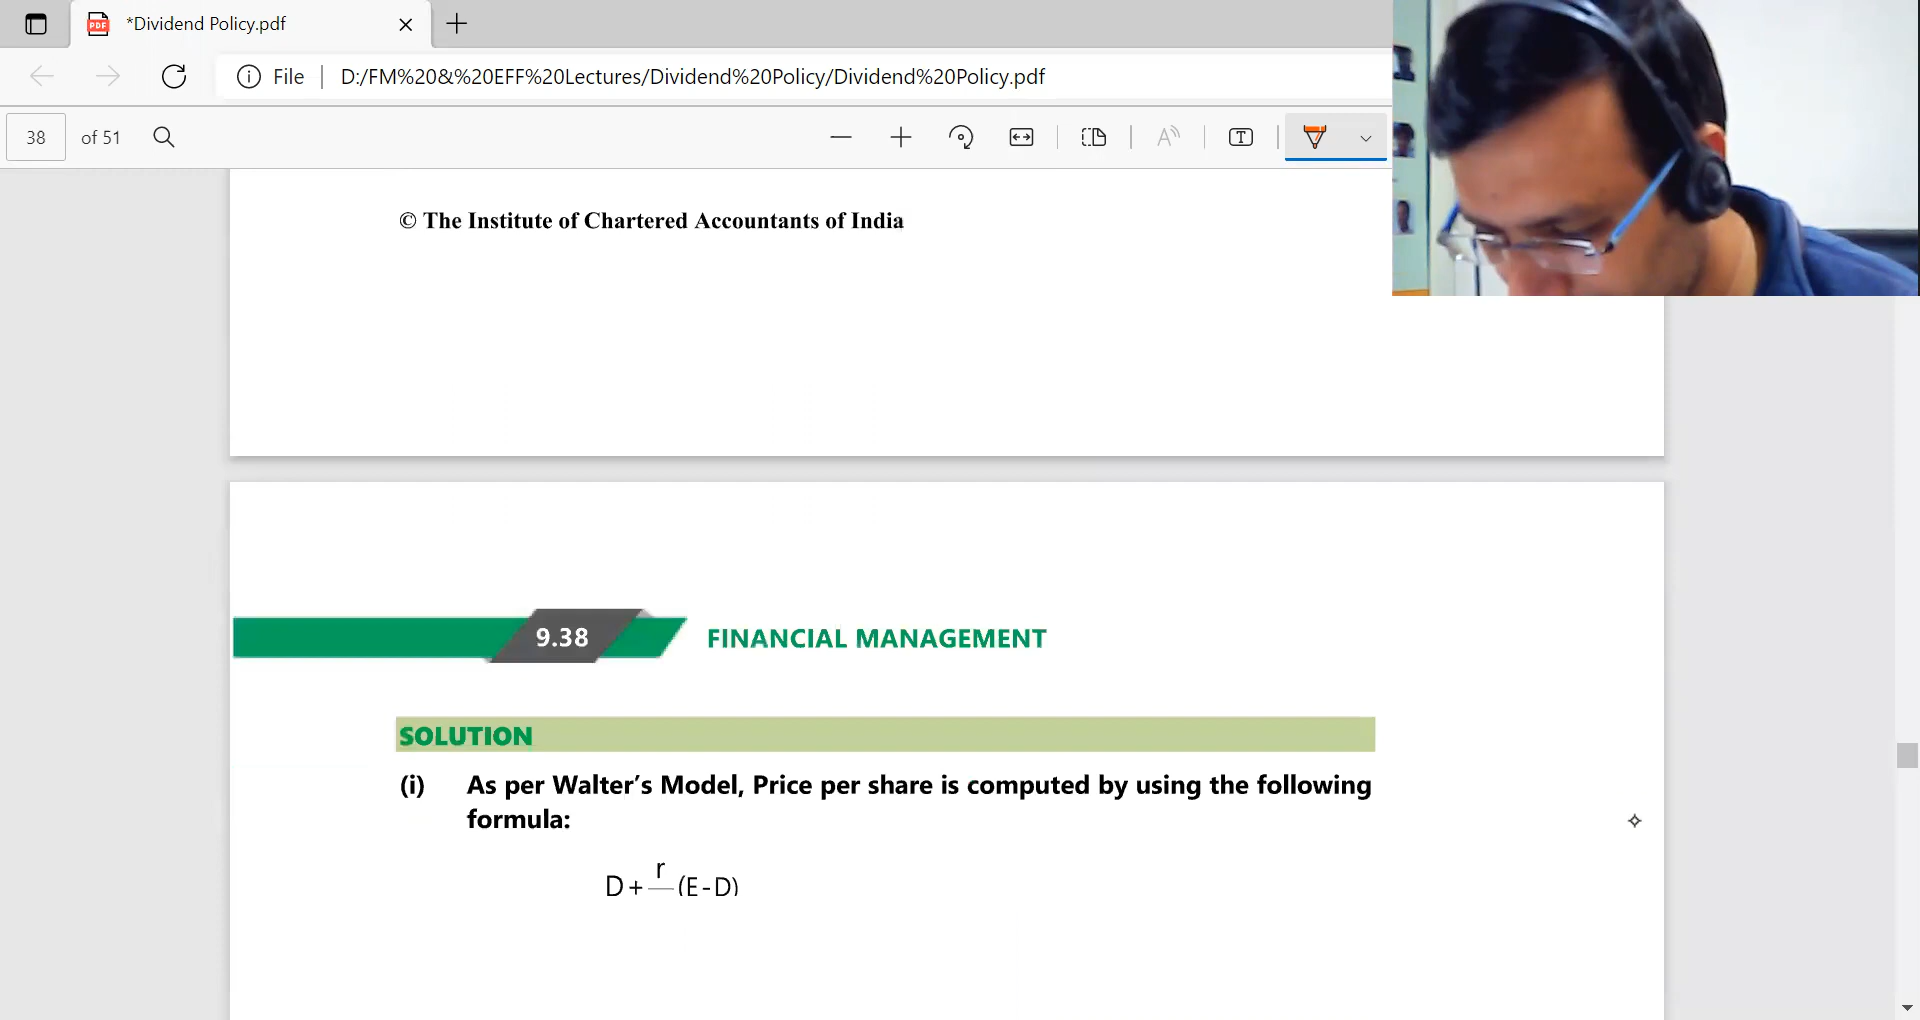 *Dividend Policy.pdf
File
D:/FM%20&%20EFF%20Lectures/Dividend%20Policy/Dividend%20Policy.pdf
38 of 51
© The Institute of Chartered Accountants of India
9.38 FINANCIAL MANAGEMENT
SOLUTION
(i) As per Walter’s Model, Price per share is computed by using the following
formula:
r
D + — (E - D)